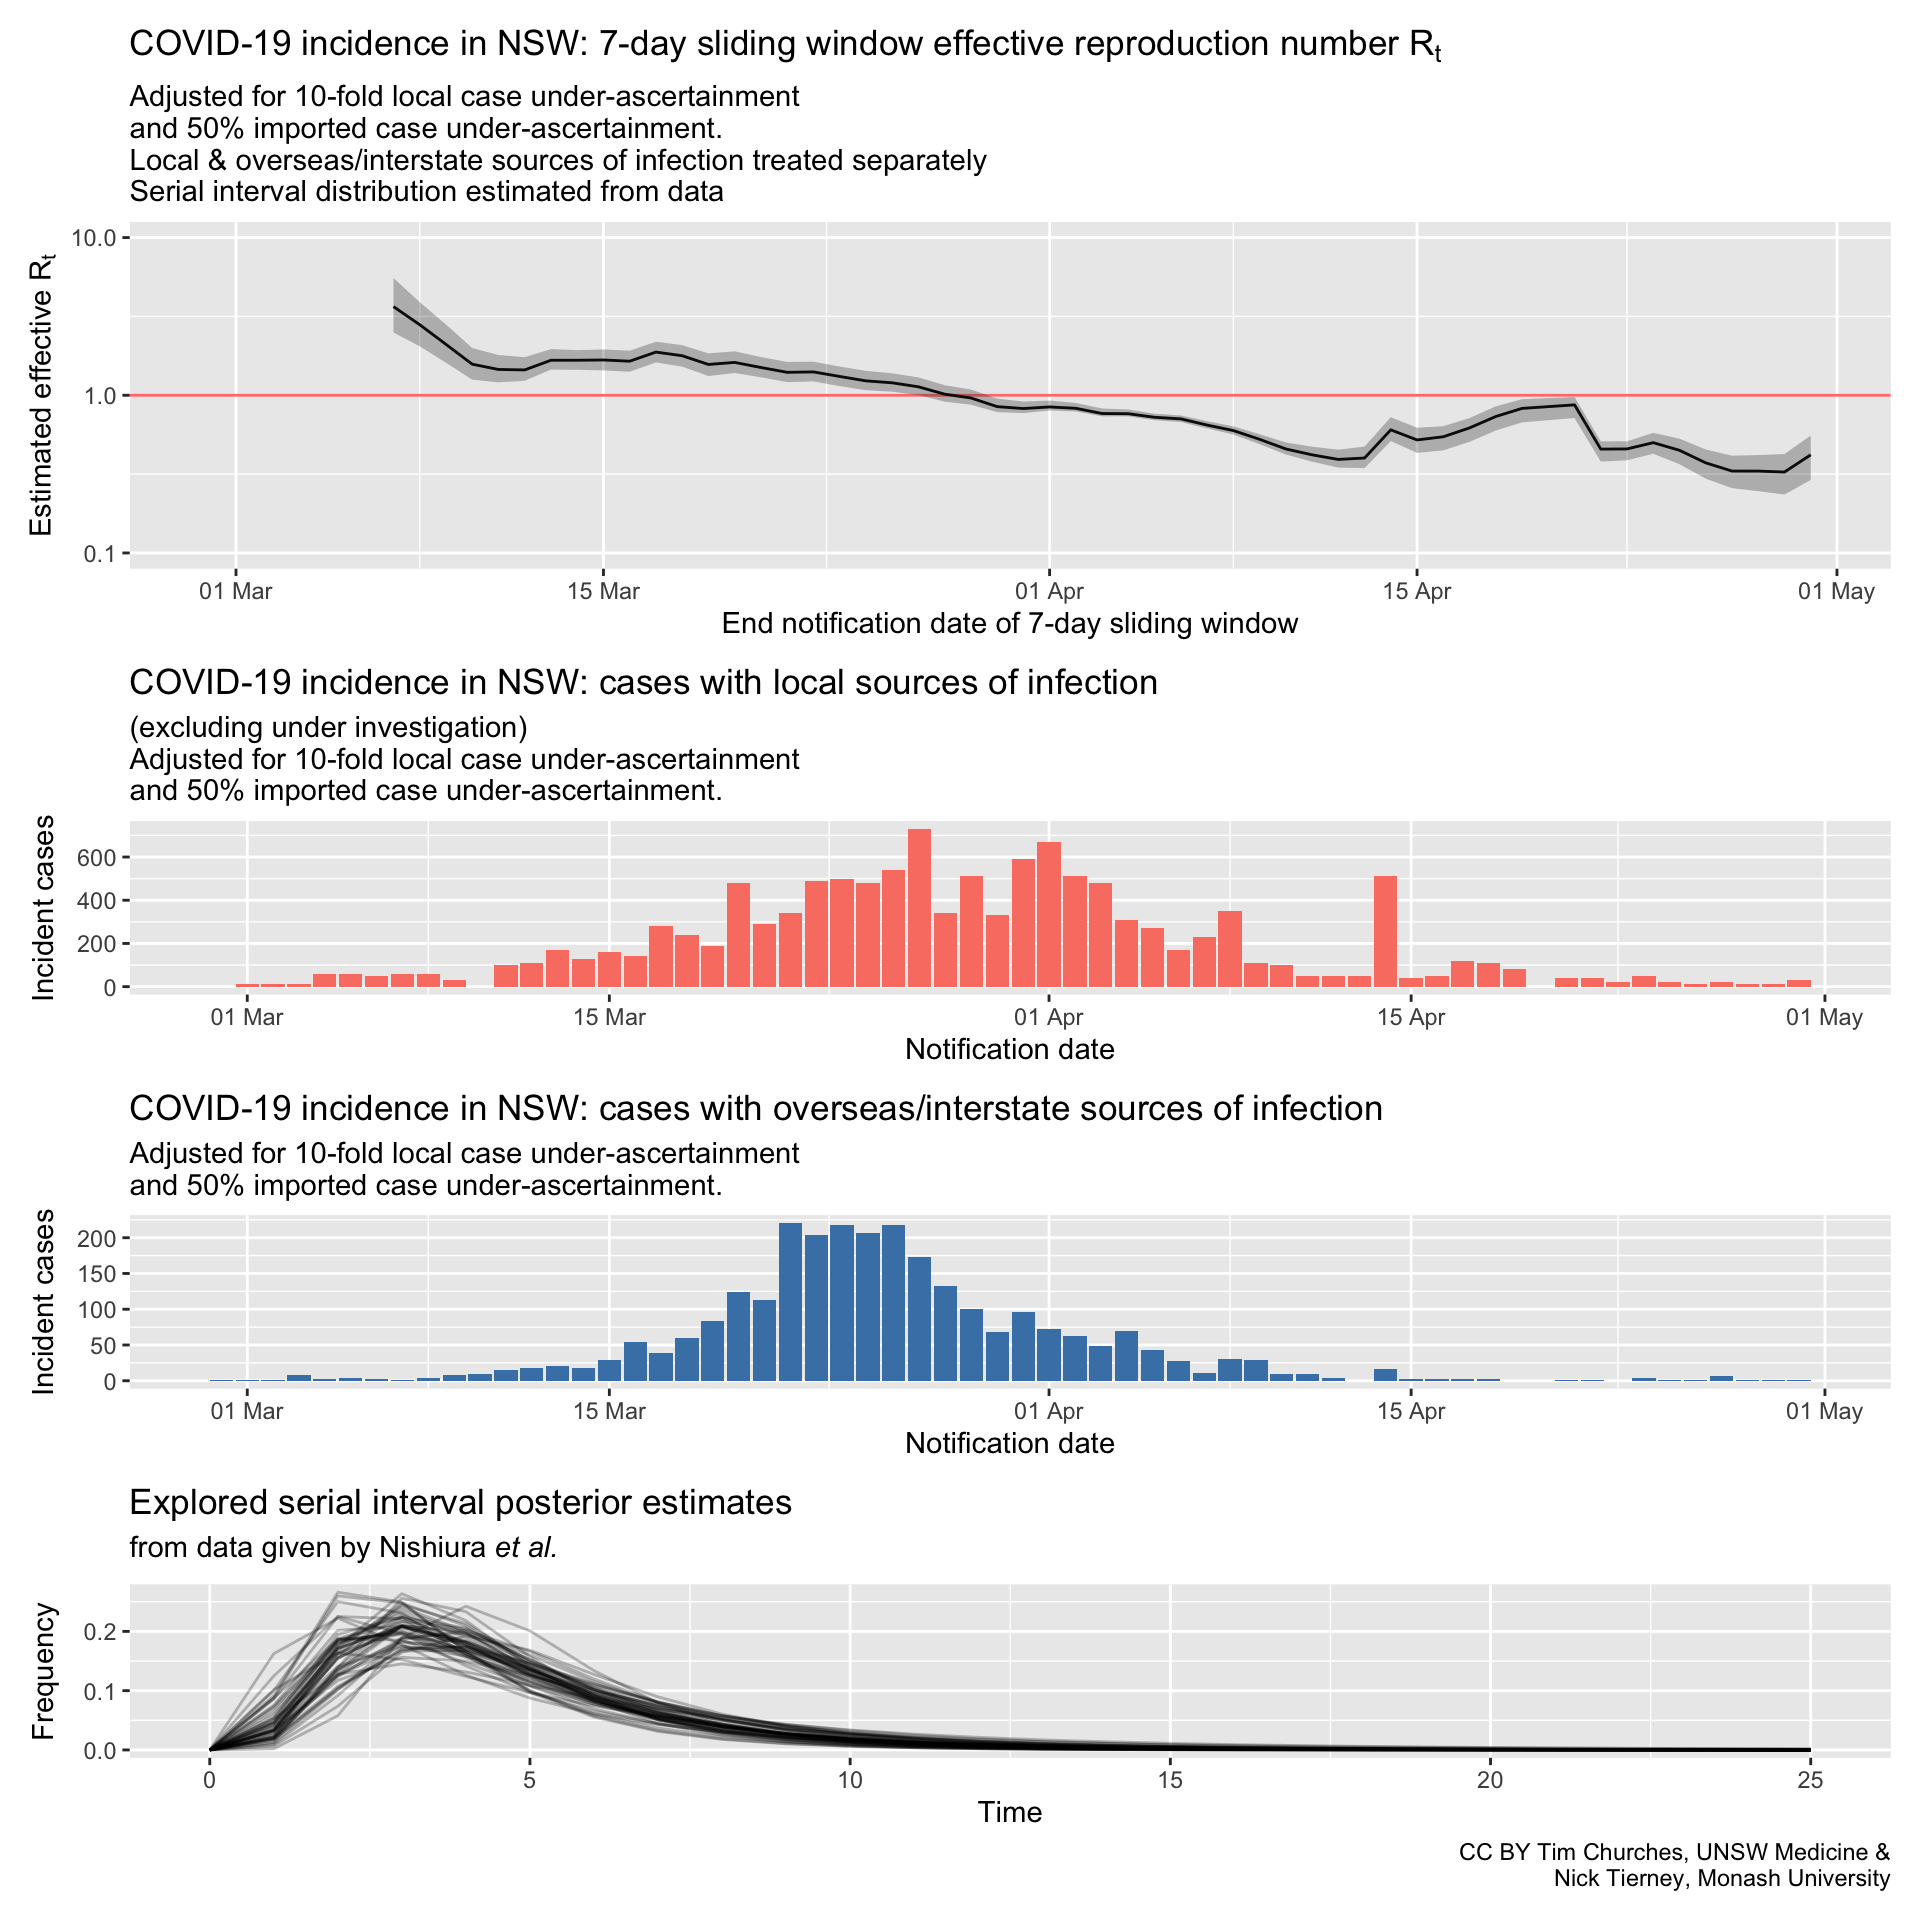 COVID-19 incidence in NSW: 7-day sliding window effective reproduction number Rt
Adjusted for 10-fold local case under-ascertainment
and 50% imported case under-ascertainment.
Local & overseas/interstate sources of infection treated separately
Serial interval distribution estimated from data
Estimated effective Rt
10.0
1.0
0.1
01 Mar 15 Mar 01 Apr 15 Apr 01 May
End notification date of 7-day sliding window
COVID-19 incidence in NSW: cases with local sources of infection
(excluding under investigation)
Adjusted for 10-fold local case under-ascertainment
and 50% imported case under-ascertainment.
Incident cases
600
400
200
0
01 Mar 15 Mar 01 Apr 15 Apr 01 May
Notification date
COVID-19 incidence in NSW: cases with overseas/interstate sources of infection
Adjusted for 10-fold local case under-ascertainment
and 50% imported case under-ascertainment.
Incident cases
200
150
100
50
0
01 Mar 15 Mar 01 Apr 15 Apr 01 May
Notification date
Explored serial interval posterior estimates
from data given by Nishiura et al.
Frequency
0.2
0.1
0.0
0 5 10 15 20 25
Time
CC BY Tim Churches, UNSW Medicine &
Nick Tierney, Monash University